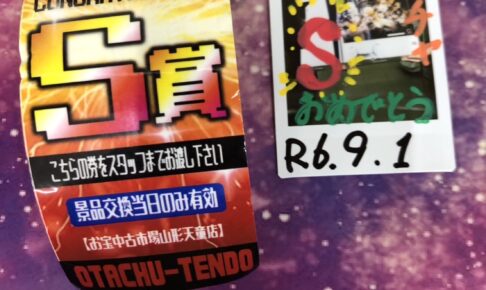 S賞
こちらの券をスタッフまでお渡し下さい
景品交換当日のみ有効
【お宝中古市場山形天童店】
OTACHU-TENDO
S
おめでとう
R6.9.1